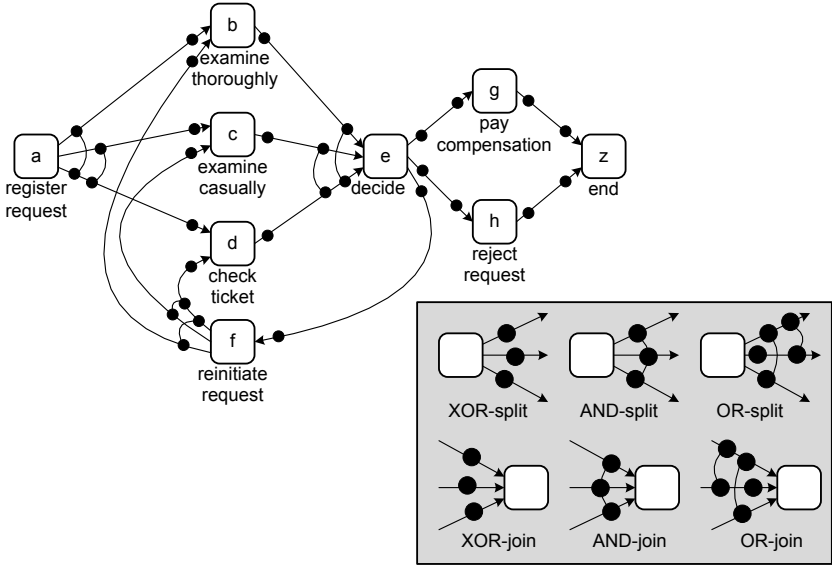 b
examine
thoroughly
g
pay
compensation
c
examine
casually
a
register
request
e
decide
z
end
d
check
ticket
h
reject
request
f
reinitiate
request
XOR-split
AND-split
OR-split
XOR-join
AND-join
OR-join